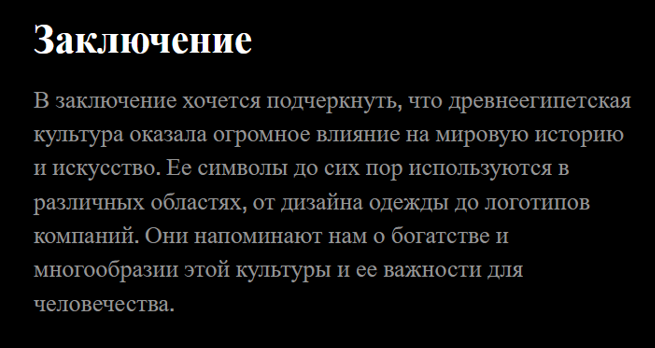 Заключение
В заключение хочется подчеркнуть, что древнеегипетская
культура оказала огромное влияние на мировую историю
и искусство. Ее символы до сих пор используются в
различных областях, от дизайна одежды до логотипов
компаний. Они напоминают нам о богатстве и
многообразии этой культуры и ее важности для
человечества.